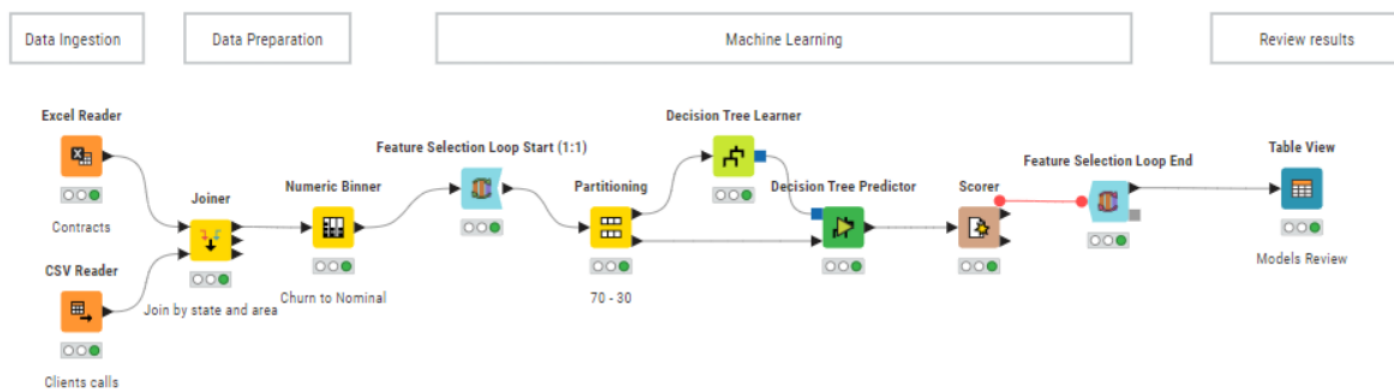 Data Ingestion
Data Preparation
Machine Learning
Review results
Excel Reader
Contracts
CSV Reader
Clients calls
Joiner
Join by state and area
Numeric Binner
Churn to Nominal
Feature Selection Loop Start (1:1)
Partitioning
70 - 30
Decision Tree Learner
Decision Tree Predictor
Scorer
Feature Selection Loop End
Table View
Models Review